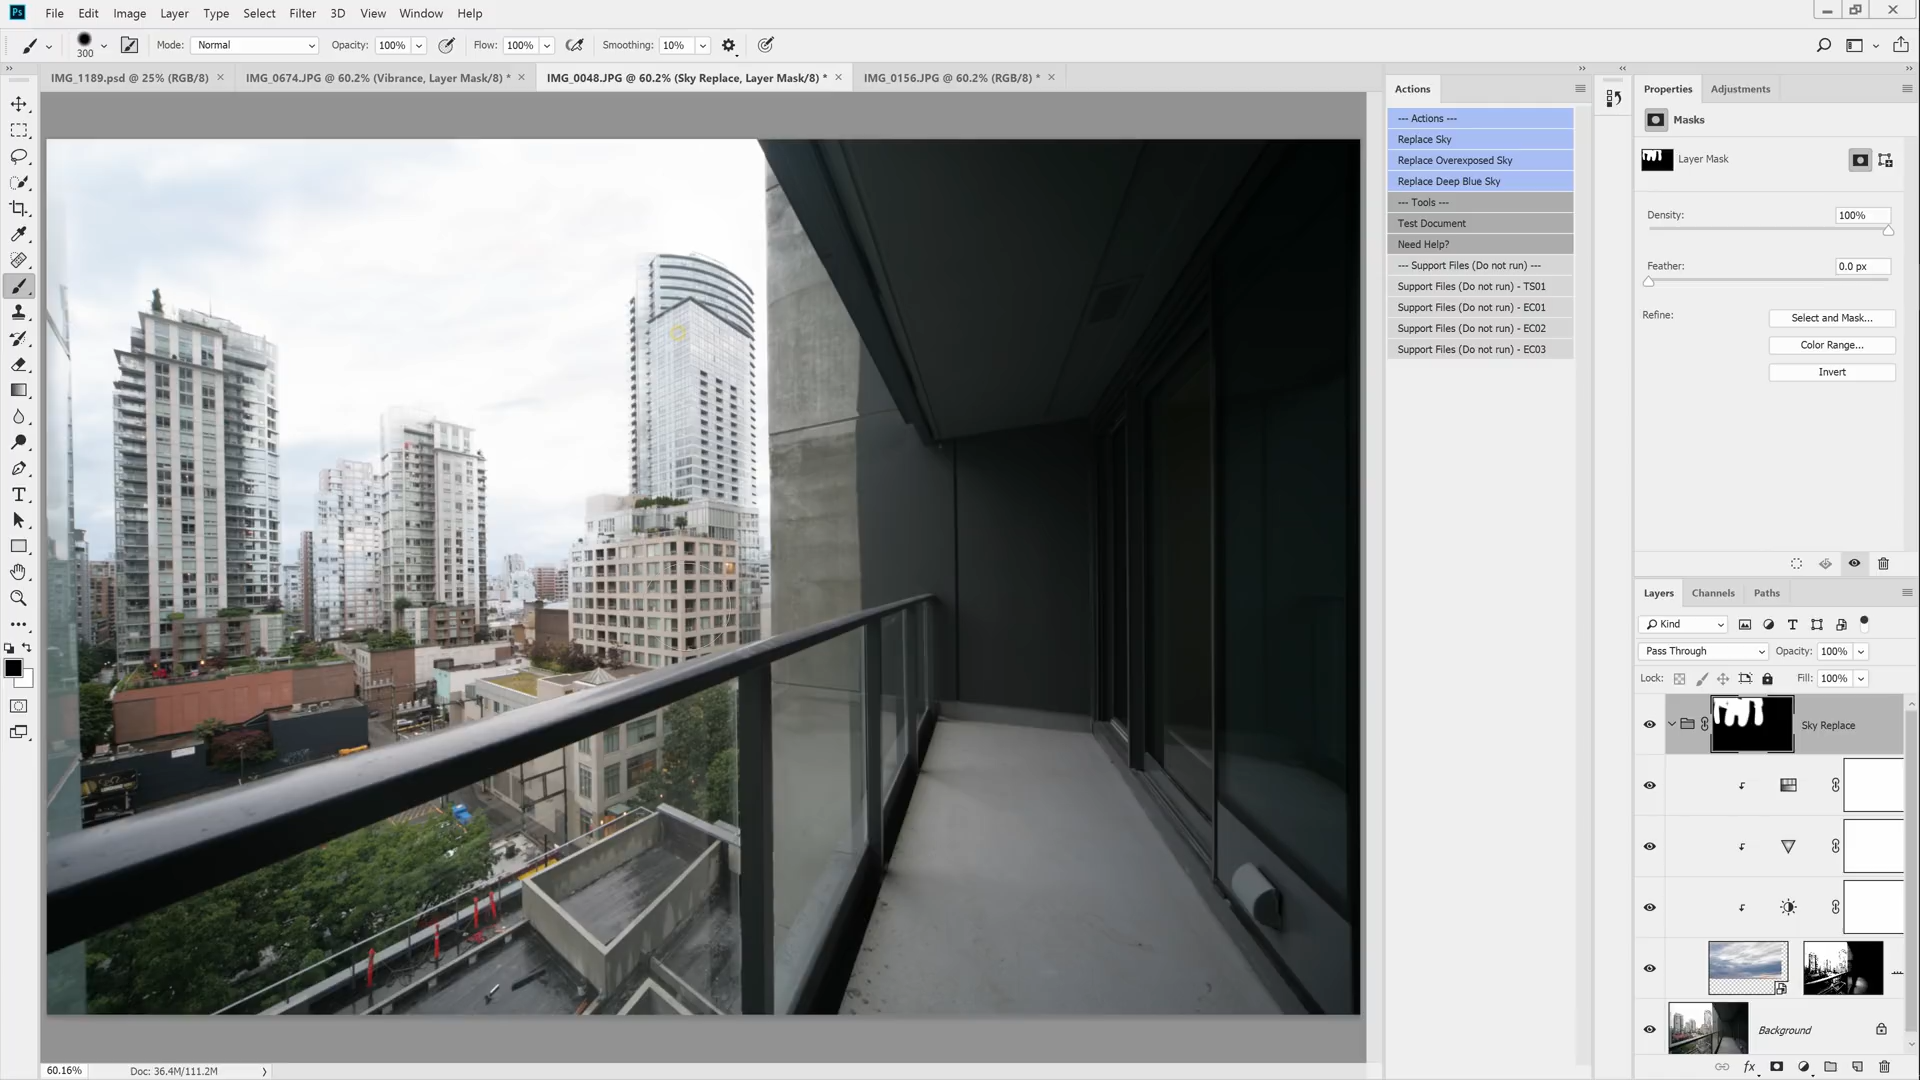 Ps File Edit Image Layer Type Select Filter 3D View Window Help
300 Mode: Normal Opacity: 100% Flow: 100% Smoothing: 10%
IMG_1189.psd @ 25% (RGB/8) × IMG_0674.JPG @ 60.2% (Vibrance, Layer Mask/8) * × IMG_0048.JPG @ 60.2% (Sky Replace, Layer Mask/8) * × IMG_0156.JPG @ 60.2% (RGB/8) * ×
Actions
--- Actions ---
Replace Sky
Replace Overexposed Sky
Replace Deep Blue Sky
--- Tools ---
Test Document
Need Help?
--- Support Files (Do not run) ---
Support Files (Do not run) - TS01
Support Files (Do not run) - EC01
Support Files (Do not run) - EC02
Support Files (Do not run) - EC03
Properties Adjustments
Masks
Layer Mask
Density: 100%
Feather: 0.0 px
Refine: Select and Mask...
Color Range...
Invert
Layers Channels Paths
Kind
Pass Through Opacity: 100%
Lock: Fill: 100%
Sky Replace
Background
fx
60.16% Doc: 36.4M/111.2M